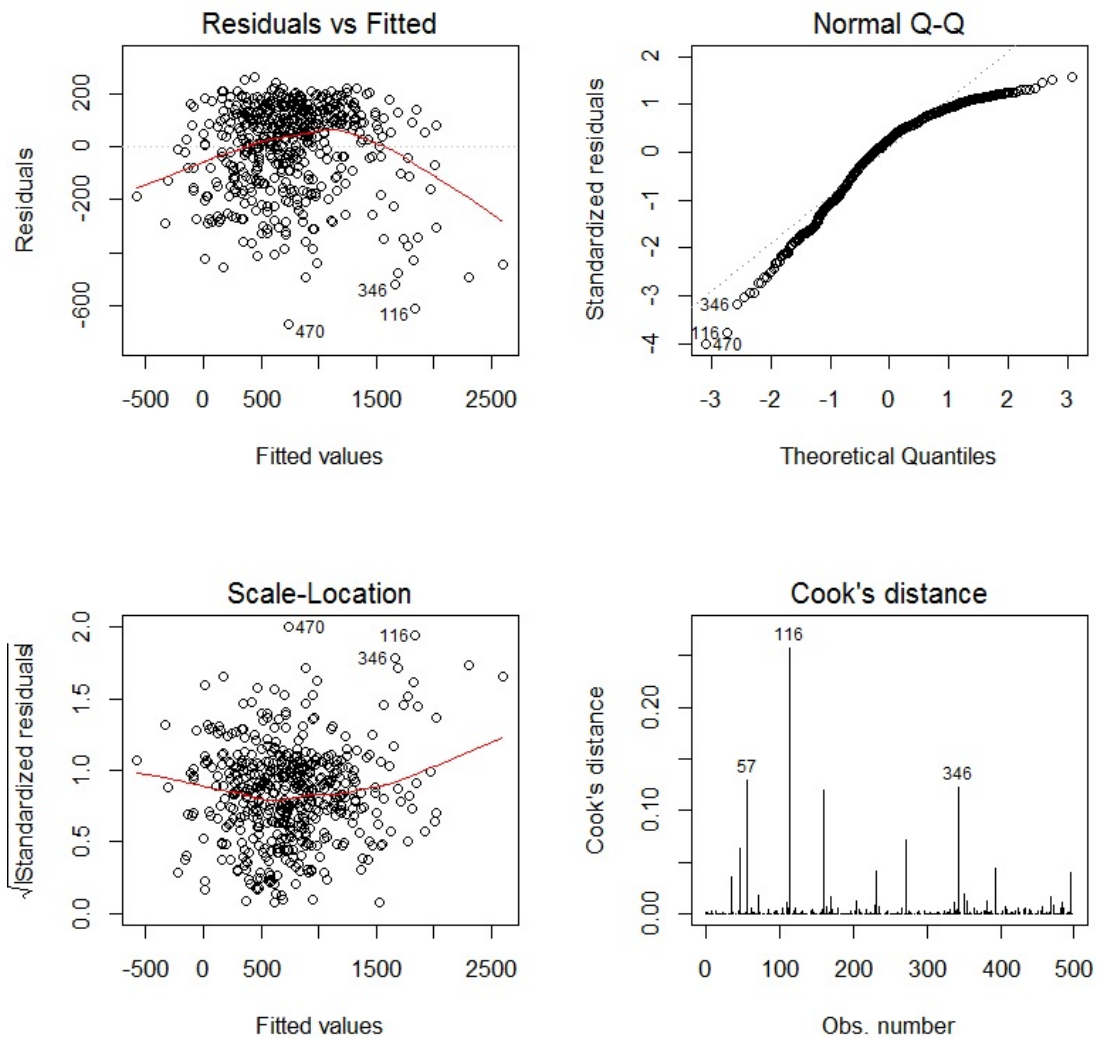 Residuals vs Fitted
Residuals
200
0
-200
-600
346
116
470
-500 0 500 1500 2500
Fitted values
Normal Q-Q
Standardized residuals
2
1
0
-1
-2
-3
-4
346
116
470
-3 -2 -1 0 1 2 3
Theoretical Quantiles
Scale-Location
√|Standardized residuals|
2.0
1.5
1.0
0.5
0.0
470
116
346
-500 0 500 1500 2500
Fitted values
Cook's distance
Cook's distance
0.20
0.10
0.00
116
57
346
0 100 200 300 400 500
Obs. number